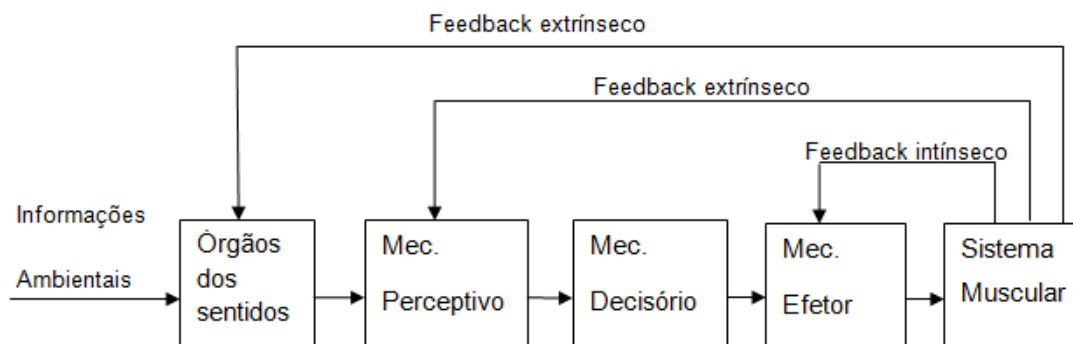 Feedback extrínseco
Feedback extrínseco
Feedback intínseco
Informações
Ambientais
Órgãos
dos
sentidos
Mec.
Perceptivo
Mec.
Decisório
Mec.
Efetor
Sistema
Muscular